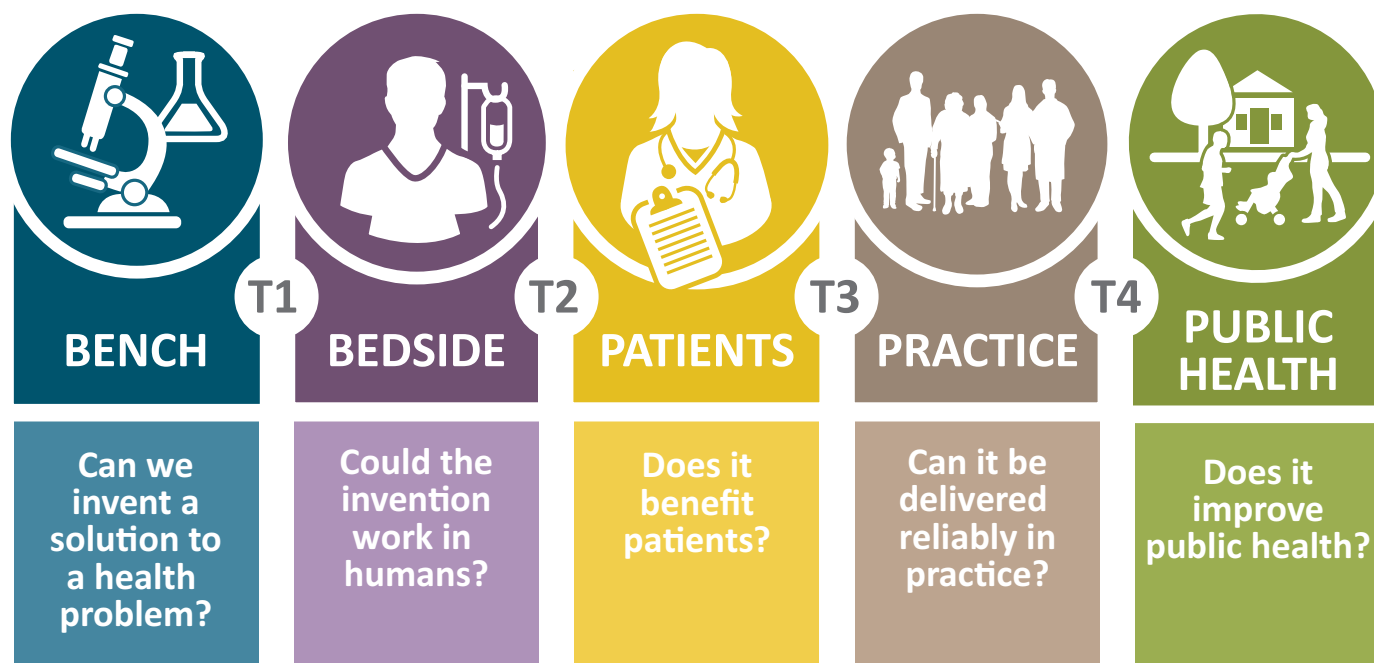 T1
T2
T3
T4
BENCH
BEDSIDE
PATIENTS
PRACTICE
PUBLIC
HEALTH
Can we
invent a
solution to
a health
problem?
Could the
invention
work in
humans?
Does it
benefit
patients?
Can it be
delivered
reliably in
practice?
Does it
improve
public health?